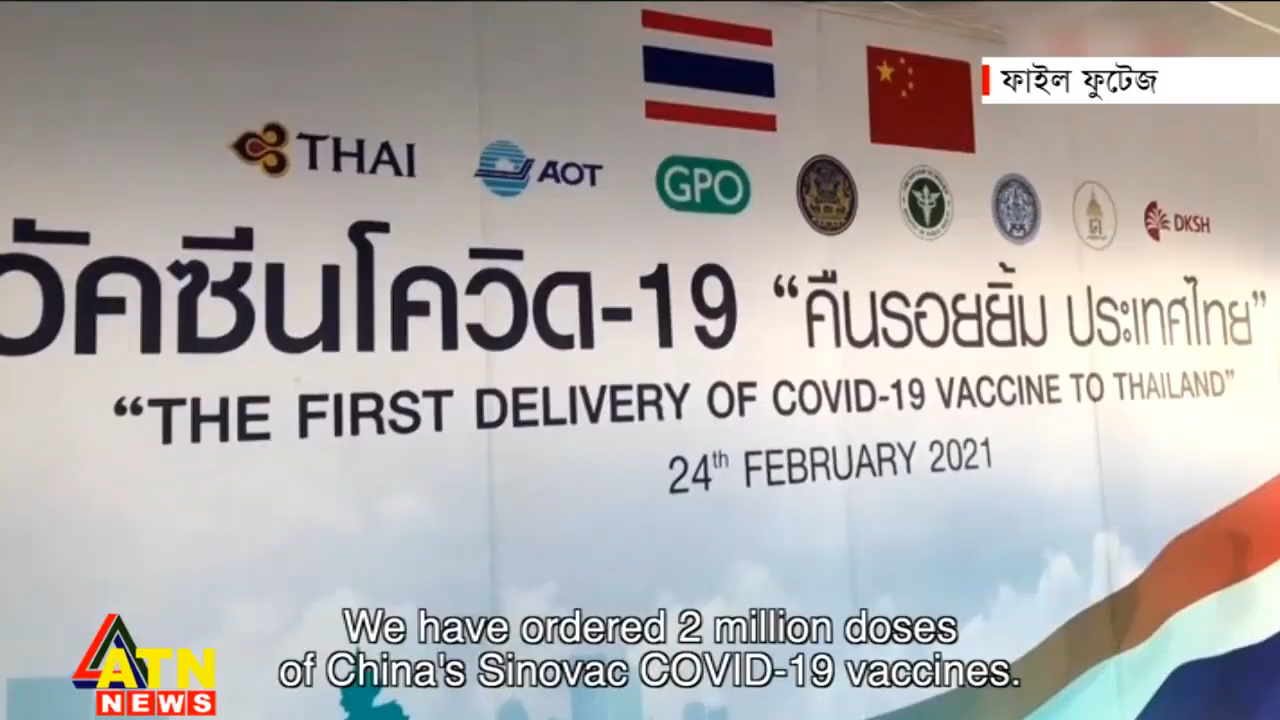 ফাইল ফুটেজ
THAI
AOT
GPO
DKSH
วัคซีนโควิด-19 “คืนรอยยิ้ม ประเทศไทย”
“THE FIRST DELIVERY OF COVID-19 VACCINE TO THAILAND”
24th FEBRUARY 2021
We have ordered 2 million doses
of China's Sinovac COVID-19 vaccines.
ATN
NEWS